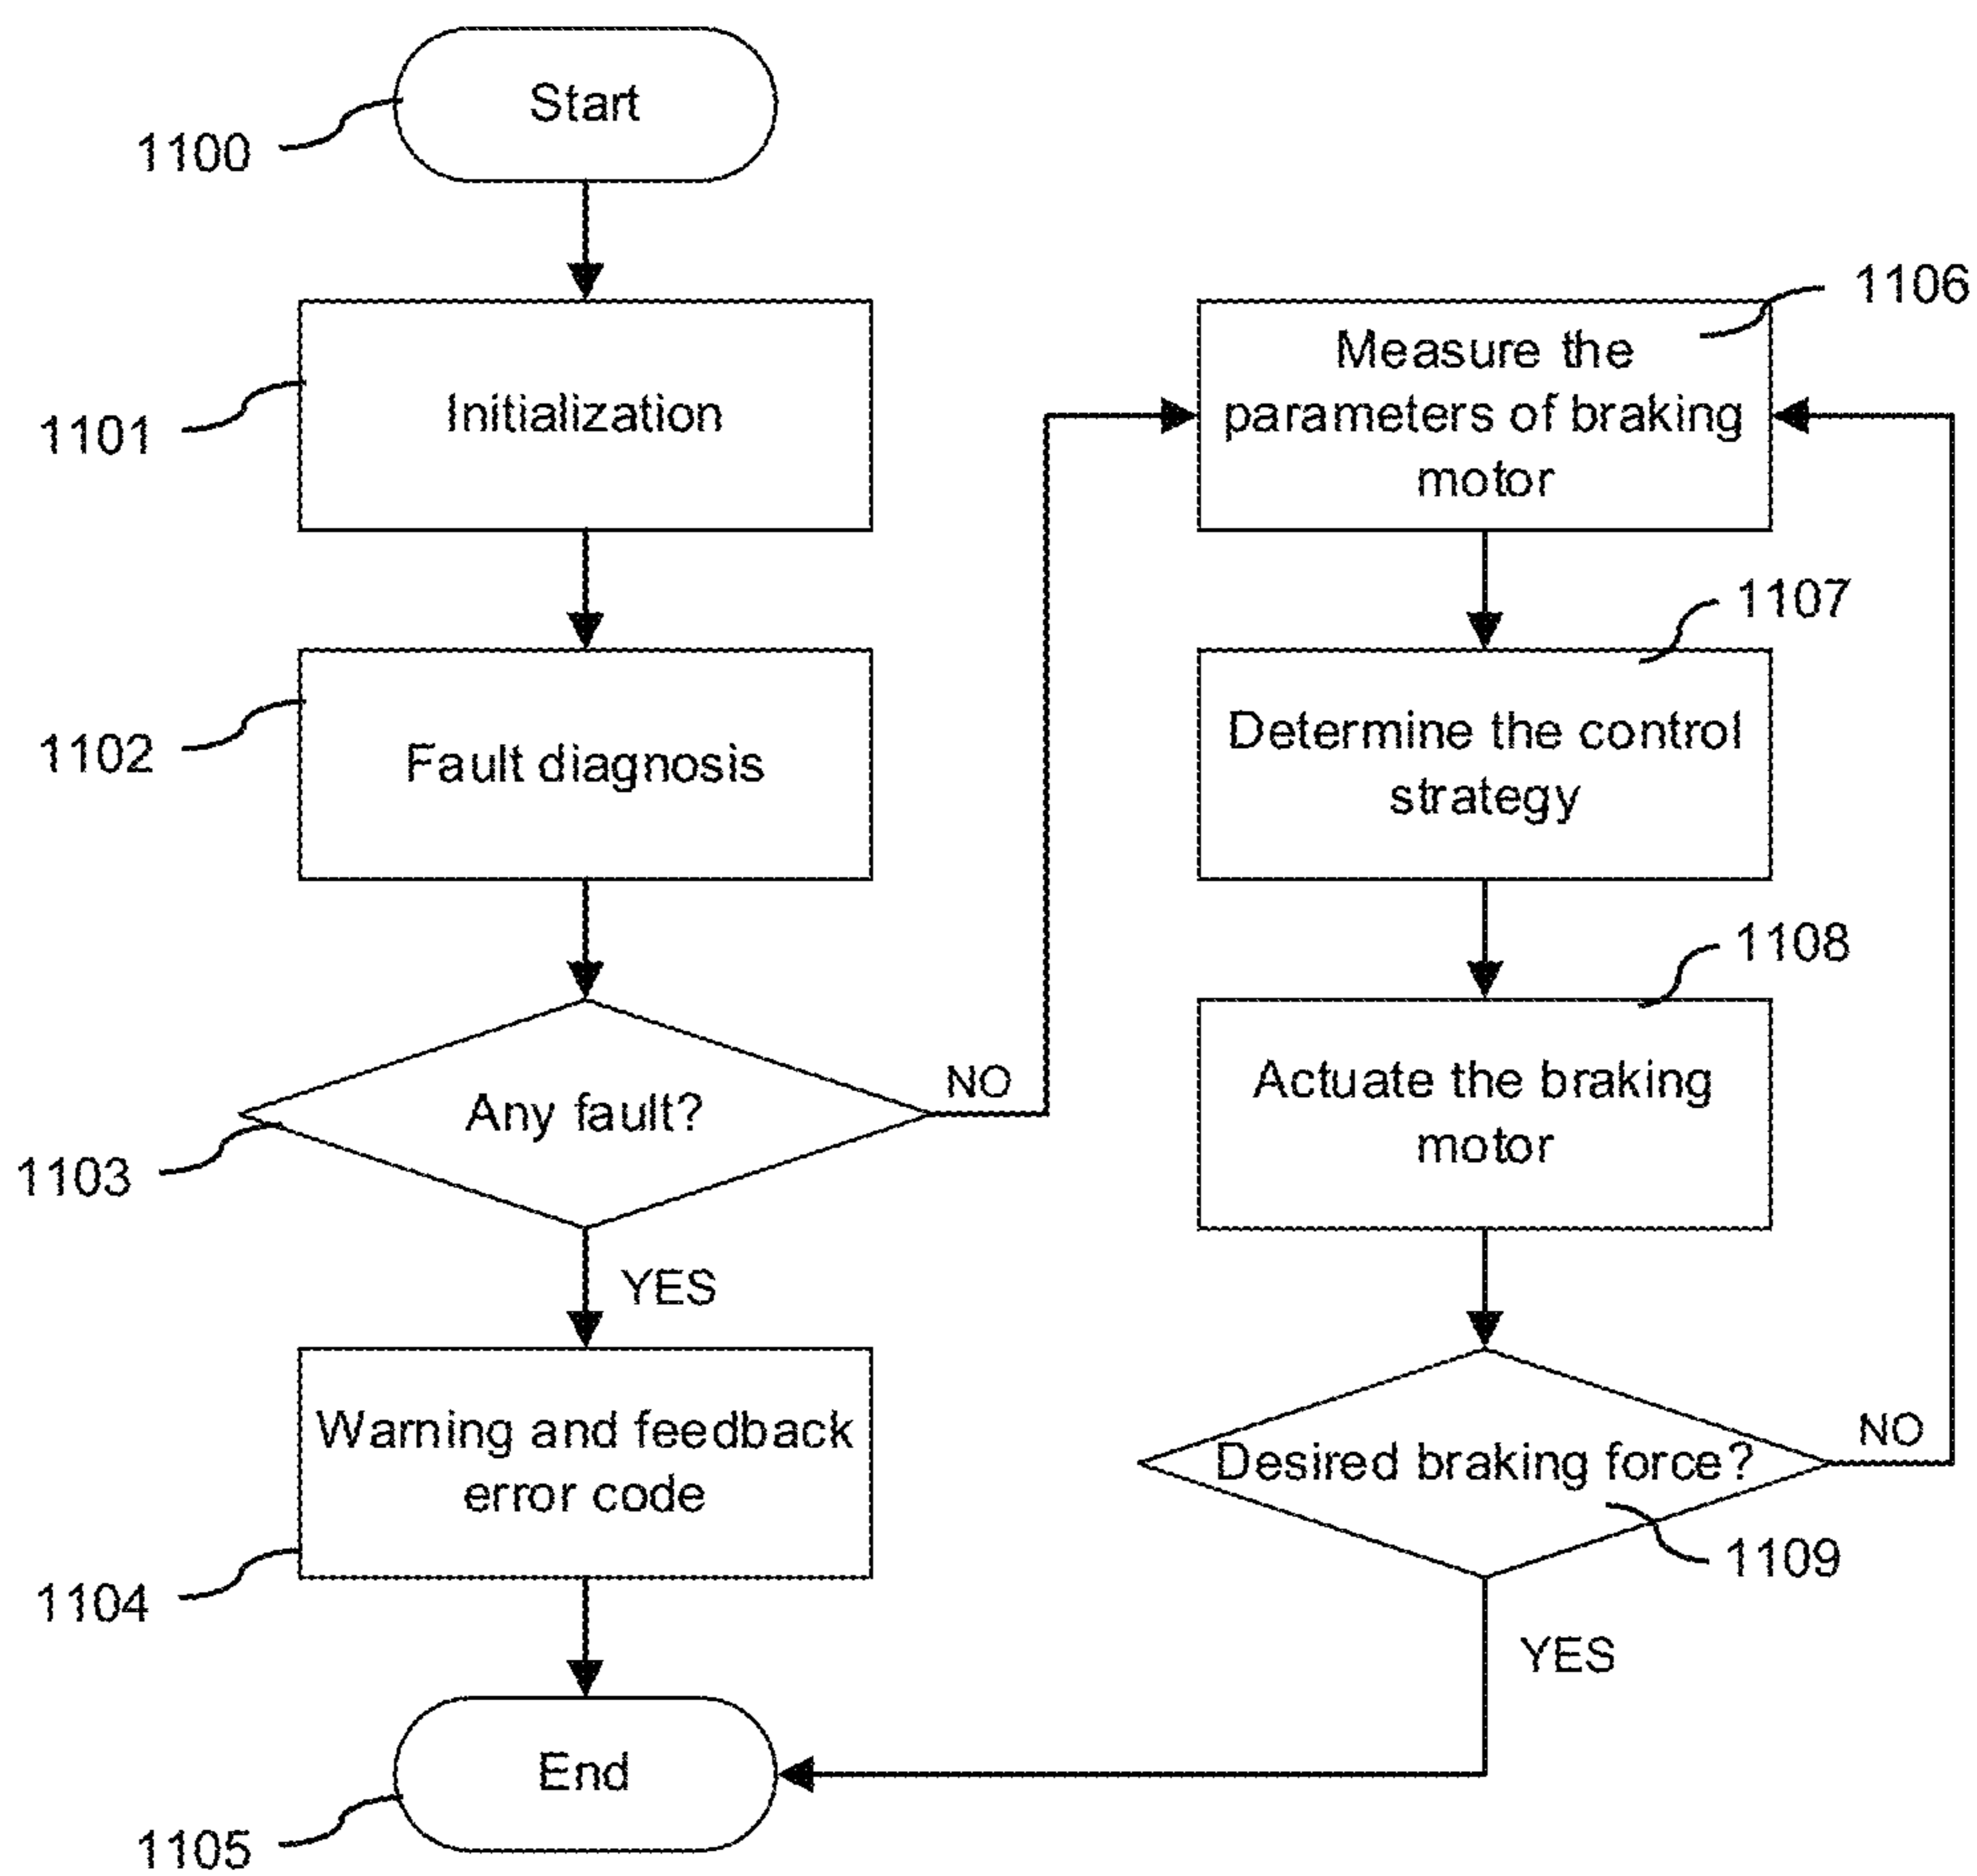 Start
1100
Initialization
1101
Fault diagnosis
1102
Any fault?
NO
1103
YES
Warning and feedback
error code
1104
End
1105
1106
Measure the
parameters of braking
motor
1107
Determine the control
strategy
1108
Actuate the braking
motor
Desired braking force?
NO
1109
YES